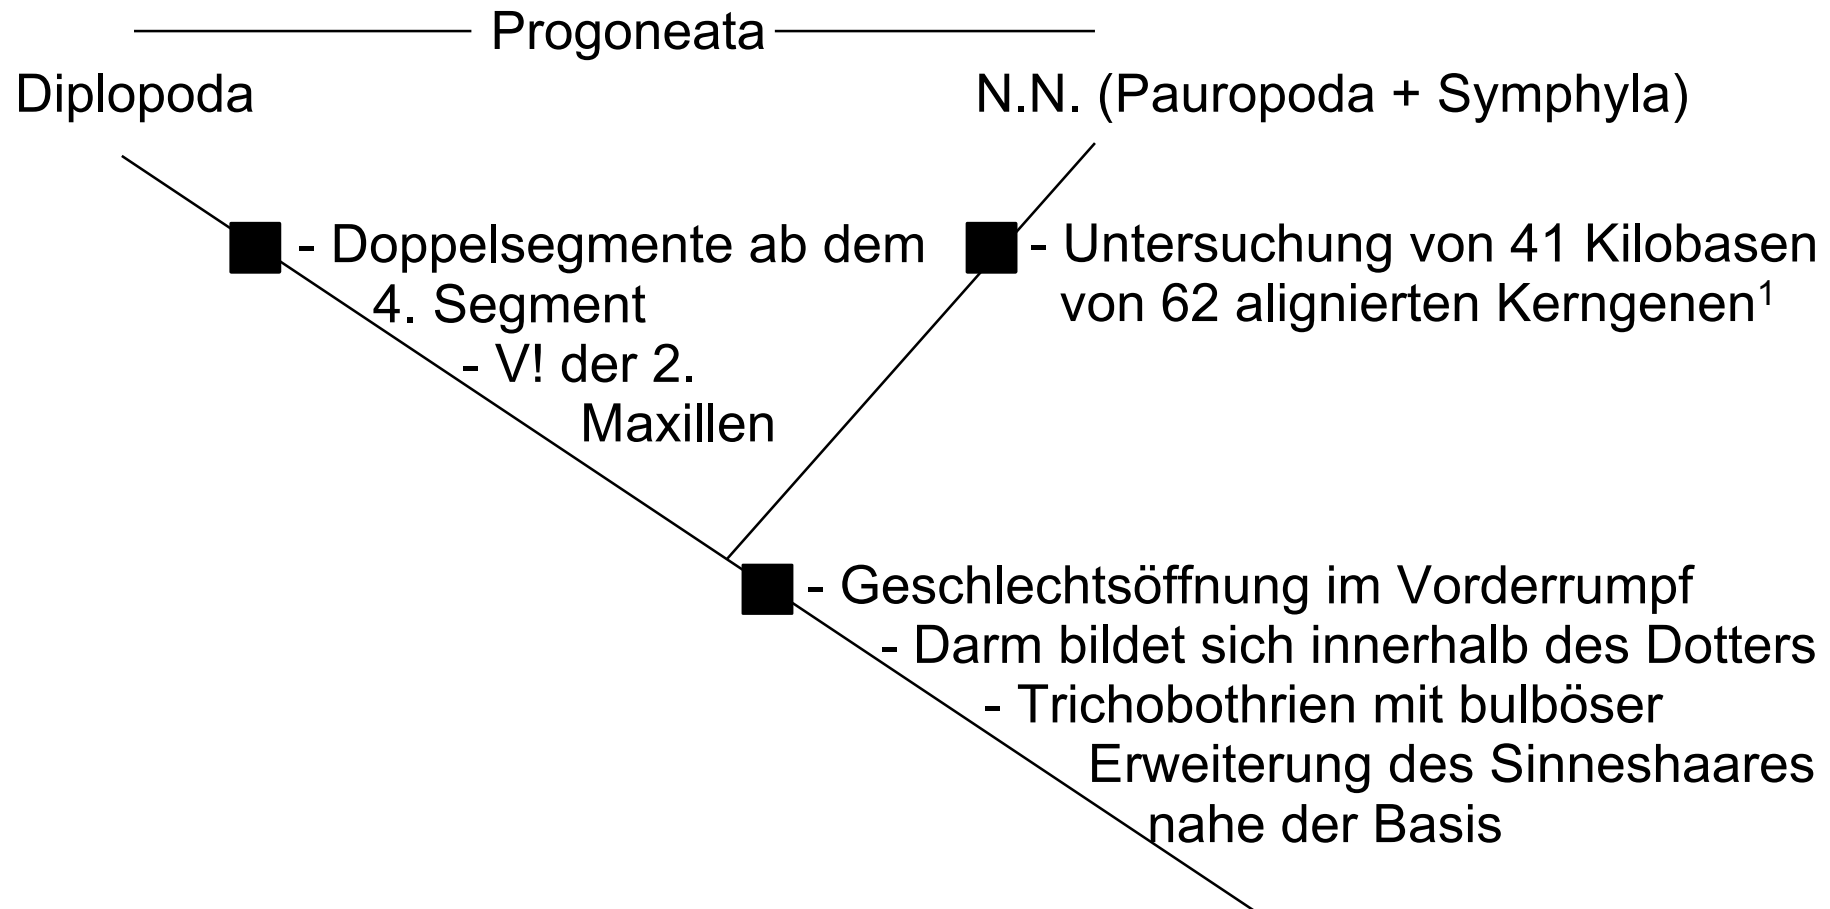 Progoneata
Diplopoda
N.N. (Pauropoda + Symphyla)
- Doppelsegmente ab dem
4. Segment
- V! der 2.
Maxillen
- Untersuchung von 41 Kilobasen
von 62 alignierten Kerngenen¹
- Geschlechtsöffnung im Vorderrumpf
- Darm bildet sich innerhalb des Dotters
- Trichobothrien mit bulböser
Erweiterung des Sinneshaares
nahe der Basis